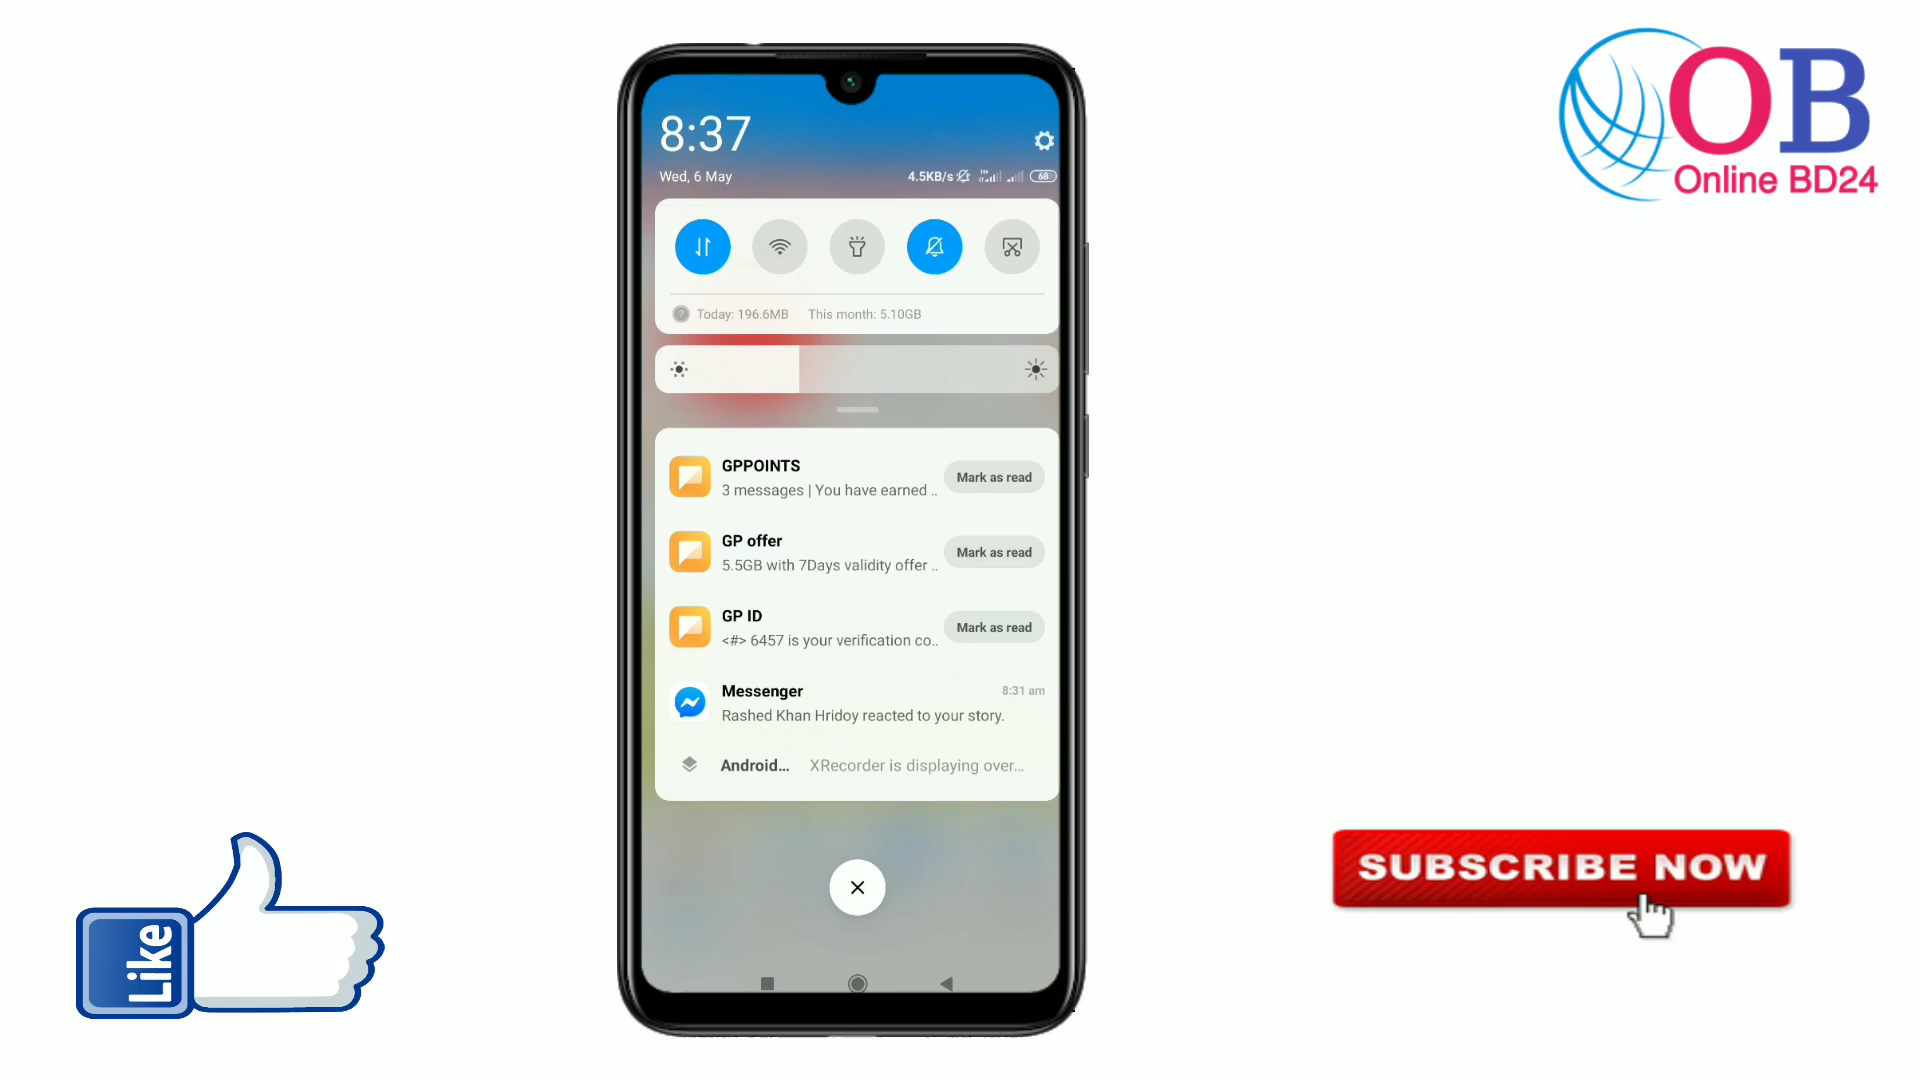 8:37
Wed, 6 May
4.5KB/s
68
Today: 196.6MB This month: 5.10GB
GPPOINTS
3 messages | You have earned ..
Mark as read
GP offer
5.5GB with 7Days validity offer ..
Mark as read
GP ID
<#> 6457 is your verification co..
Mark as read
Messenger
8:31 am
Rashed Khan Hridoy reacted to your story.
Android... XRecorder is displaying over...
OB
Online BD24
Like
SUBSCRIBE NOW